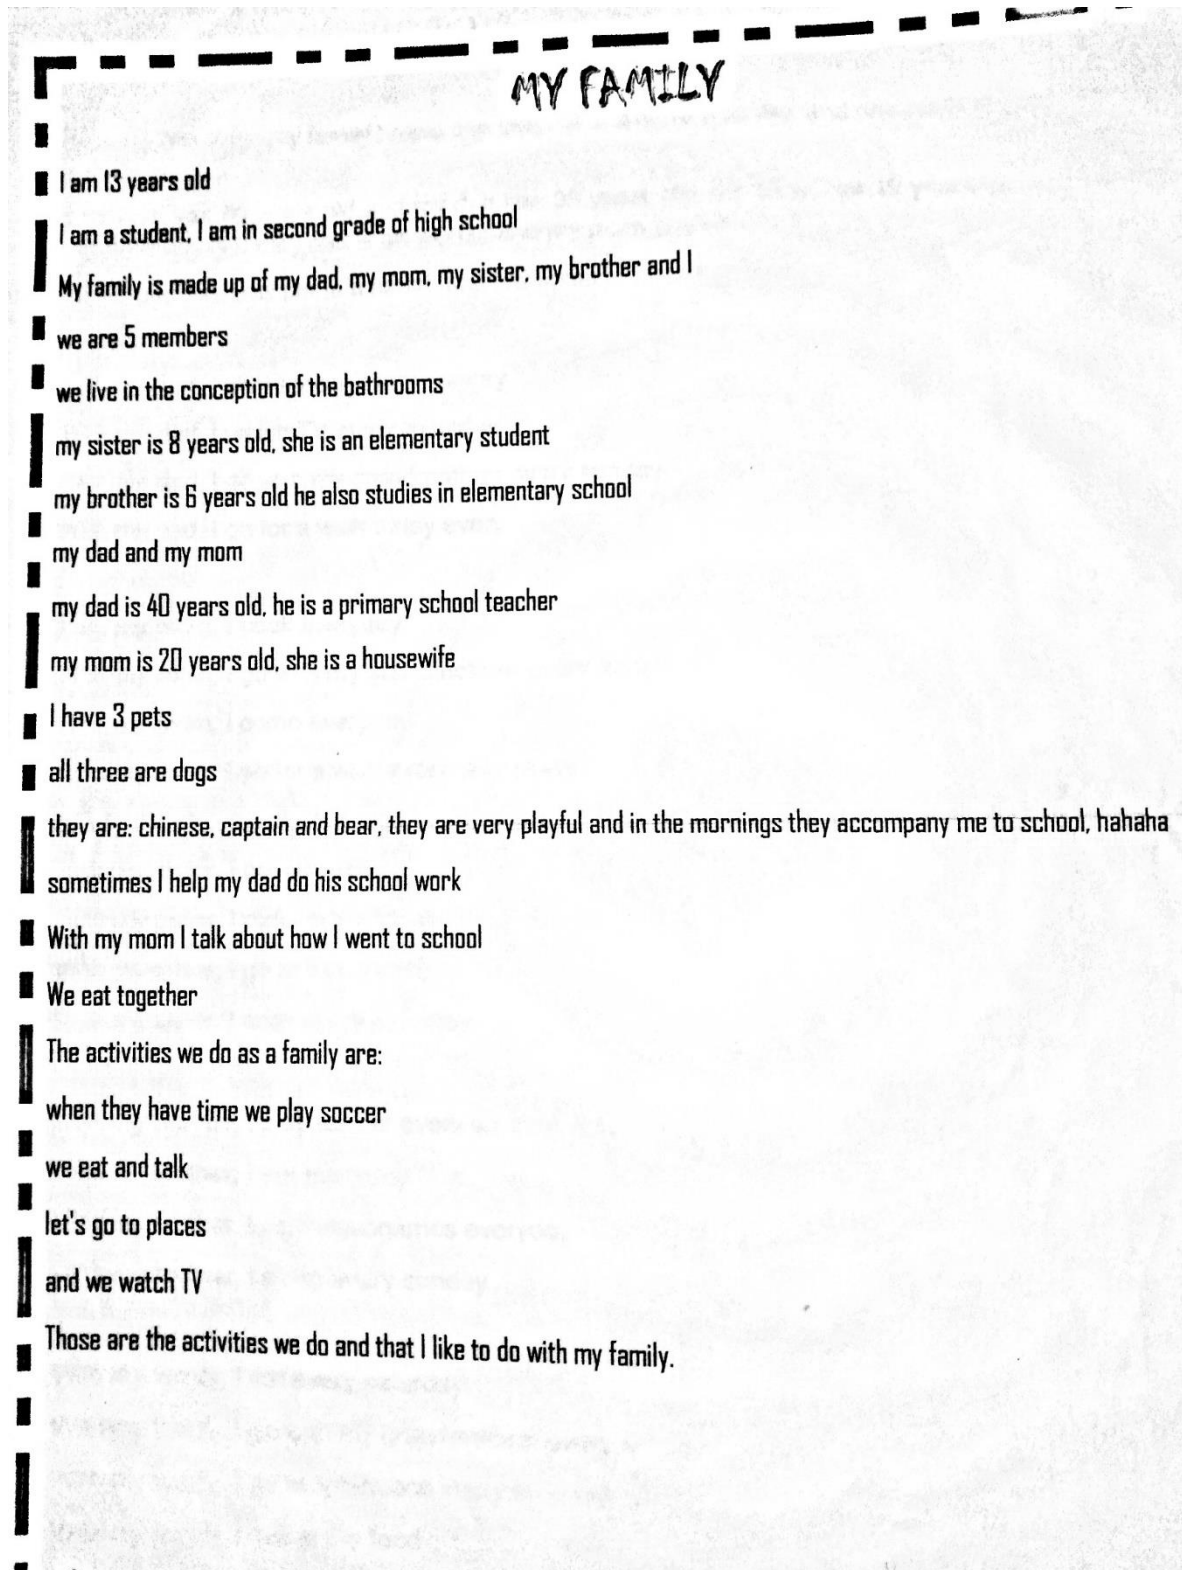 MY FAMILY
I am 13 years old
I am a student, I am in second grade of high school
My family is made up of my dad, my mom, my sister, my brother and I
we are 5 members
we live in the conception of the bathrooms
my sister is 8 years old, she is an elementary student
my brother is 6 years old he also studies in elementary school
my dad and my mom
my dad is 40 years old, he is a primary school teacher
my mom is 20 years old, she is a housewife
I have 3 pets
all three are dogs
they are: chinese, captain and bear, they are very playful and in the mornings they accompany me to school, hahaha
sometimes I help my dad do his school work
With my mom I talk about how I went to school
We eat together
The activities we do as a family are:
when they have time we play soccer
we eat and talk
let's go to places
and we watch TV
Those are the activities we do and that I like to do with my family.